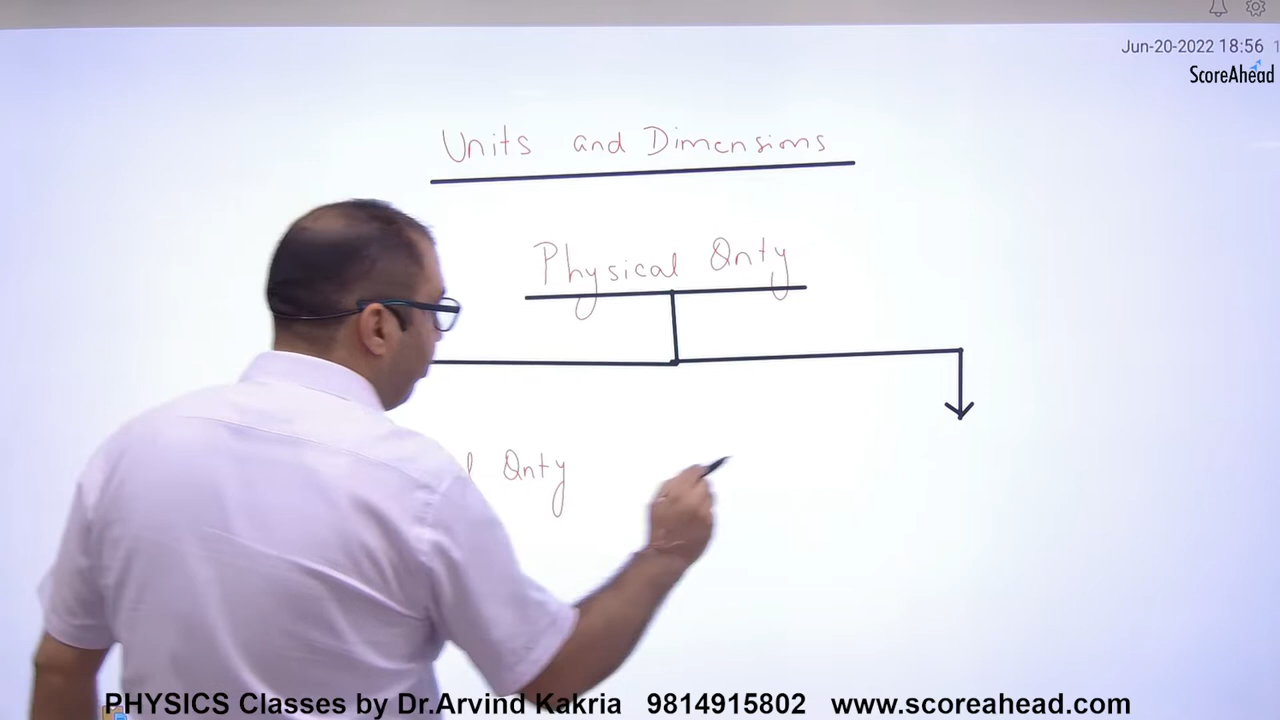 Jun-20-2022 18:56
ScoreAhead
Units and Dimensions
Physical Qnty
Qnty
PHYSICS Classes by Dr.Arvind Kakria 9814915802 www.scoreahead.com